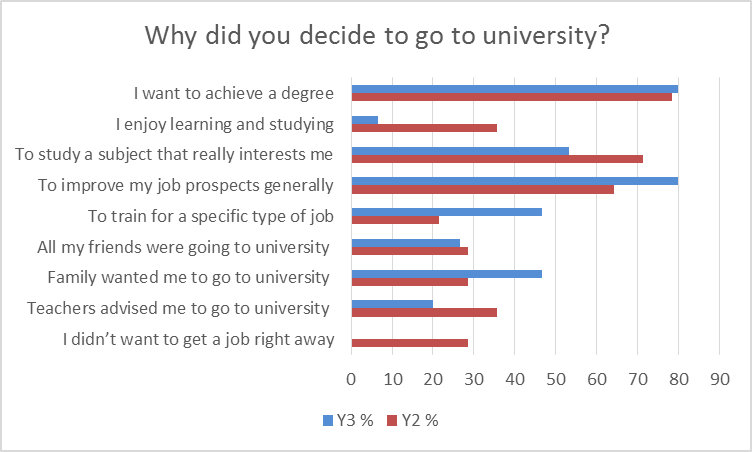 Why did you decide to go to university?
I want to achieve a degree
I enjoy learning and studying
To study a subject that really interests me
To improve my job prospects generally
To train for a specific type of job
All my friends were going to university
Family wanted me to go to university
Teachers advised me to go to university
I didn’t want to get a job right away
0 10 20 30 40 50 60 70 80 90
Y3 % Y2 %